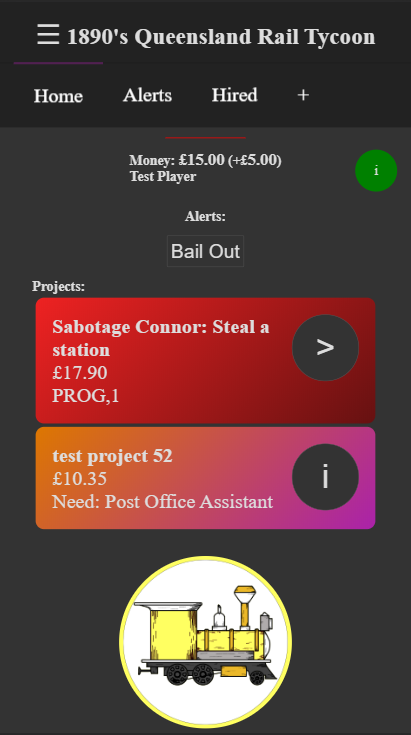 ☰ 1890's Queensland Rail Tycoon
Home Alerts Hired +
Money: £15.00 (+£5.00)
Test Player
i
Alerts:
Bail Out
Projects:
Sabotage Connor: Steal a
station
£17.90
PROG,1
>
test project 52
£10.35
Need: Post Office Assistant
i